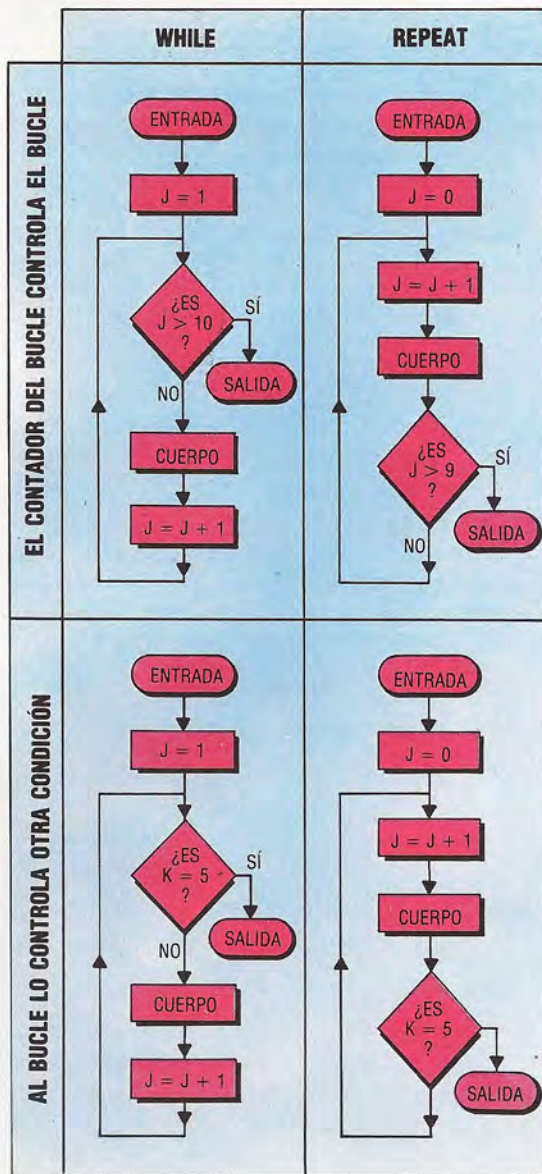 WHILE
REPEAT
EL CONTADOR DEL BUCLE CONTROLA EL BUCLE
ENTRADA
J = 1
¿ES
J > 10
?
SÍ
SALIDA
NO
CUERPO
J = J + 1
ENTRADA
J = 0
J = J + 1
CUERPO
¿ES
J > 9
?
SÍ
SALIDA
NO
AL BUCLE LO CONTROLA OTRA CONDICIÓN
ENTRADA
J = 1
¿ES
K = 5
?
SÍ
SALIDA
NO
CUERPO
J = J + 1
ENTRADA
J = 0
J = J + 1
CUERPO
¿ES
K = 5
?
SALIDA